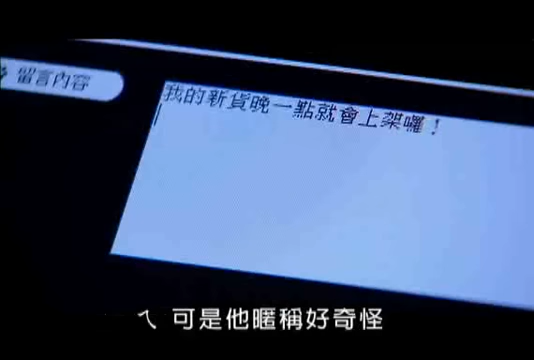 留言內容
我的新貨晚一點就會上架囉！
ㄟ 可是他暱稱好奇怪